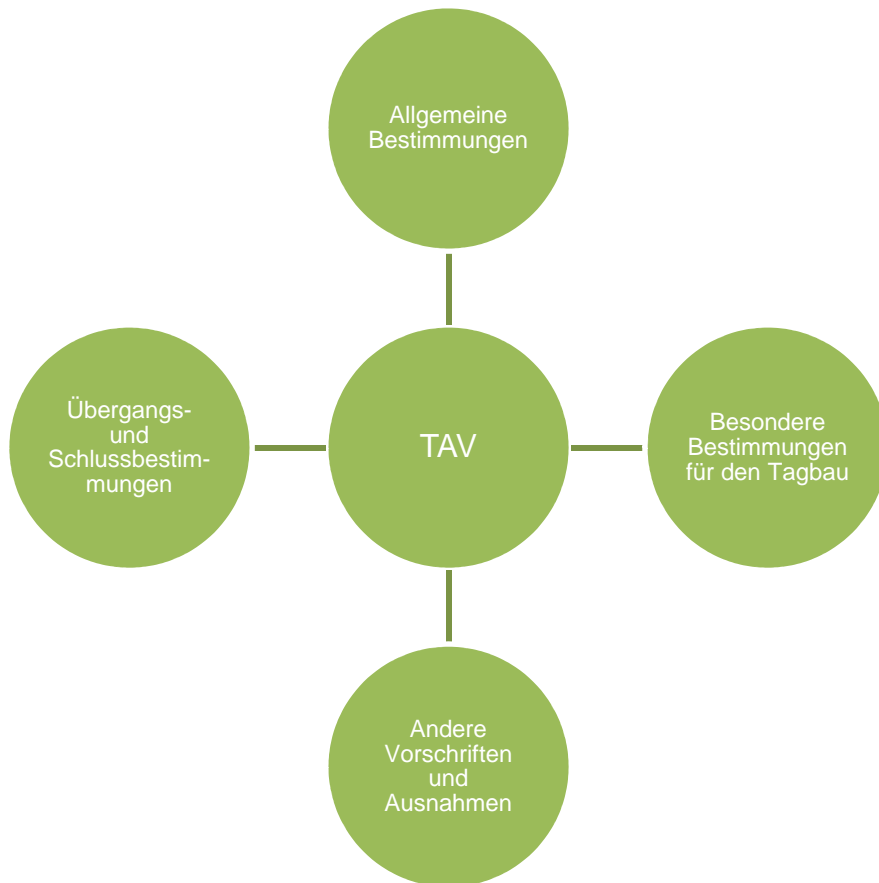 Allgemeine
Bestimmungen
Übergangs-
und
Schlussbestim-
mungen
TAV
Besondere
Bestimmungen
für den Tagbau
Andere
Vorschriften
und
Ausnahmen